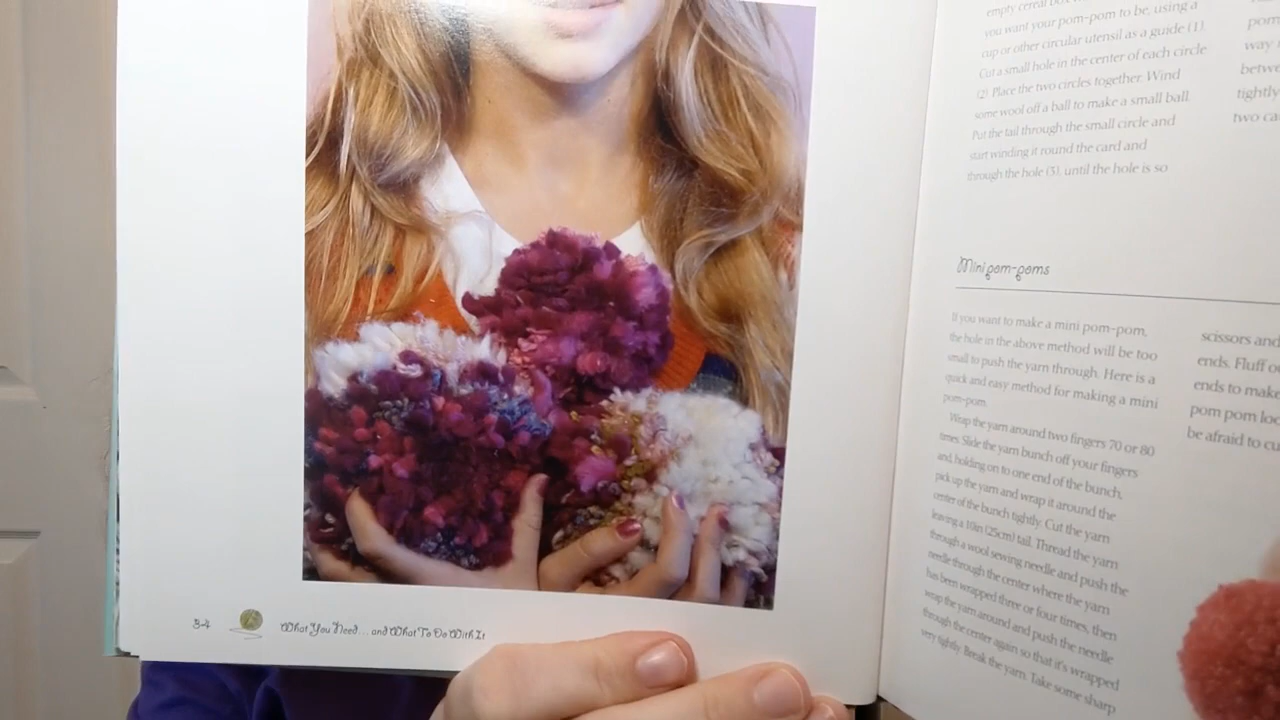 34
What You Need... and What To Do With It
empty cereal box
you want your pom-pom to be, using a
cup or other circular utensil as a guide (1).
Cut a small hole in the center of each circle
(2). Place the two circles together. Wind
some wool off a ball to make a small ball.
Put the tail through the small circle and
start winding it round the card and
through the hole (3), until the hole is so
pom
way
betwe
tightly
two ca
Mini pom-poms
If you want to make a mini pom-pom,
the hole in the above method will be too
small to push the yarn through. Here is a
quick and easy method for making a mini
pom-pom.
Wrap the yarn around two fingers 70 or 80
times. Slide the yarn bunch off your fingers
and, holding on to one end of the bunch,
pick up the yarn and wrap it around the
center of the bunch tightly. Cut the yarn
leaving a 10in (25cm) tail. Thread the yarn
through a wool sewing needle and push the
needle through the center where the yarn
has been wrapped three or four times, then
wrap the yarn around and push the needle
through the center again so that it's wrapped
very tightly. Break the yarn. Take some sharp
scissors and
ends. Fluff o
ends to make
pom pom loo
be afraid to cu